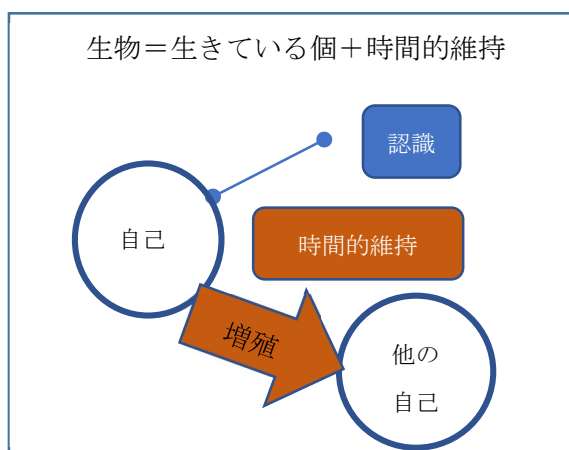 生物＝生きている個＋時間的維持
認識
自己
時間的維持
増殖
他の
自己